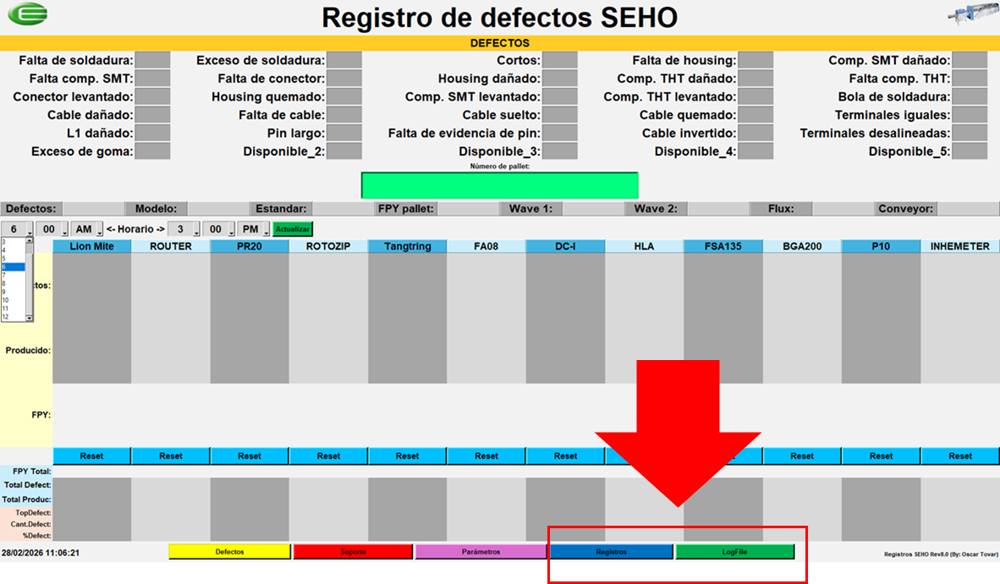 Registro de defectos SEHO
DEFECTOS
Falta de soldadura: Exceso de soldadura: Cortos: Falta de housing: Comp. SMT dañado:
Falta comp. SMT: Falta de conector: Housing dañado: Comp. THT dañado: Falta comp. THT:
Conector levantado: Housing quemado: Comp. SMT levantado: Comp. THT levantado: Bola de soldadura:
Cable dañado: Falta de cable: Cable suelto: Cable quemado: Terminales iguales:
L1 dañado: Pin largo: Falta de evidencia de pin: Cable invertido: Terminales desalineadas:
Exceso de goma: Disponible_2: Disponible_3: Disponible_4: Disponible_5:
Número de pallet:
Defectos: Modelo: Estandar: FPY pallet: Wave 1: Wave 2: Flux: Conveyor:
6 00 AM <- Horario -> 3 00 PM Actualizar
Lion Mite ROUTER PR20 ROTOZIP Tangtring FA08 DC-I HLA FSA135 BGA200 P10 INHEMETER
3
4
5
6
7
8
9
10
11
12
tos:
Producido:
FPY:
Reset Reset Reset Reset Reset Reset Reset Reset Reset Reset
FPY Total:
Total Defect:
Total Produc:
TopDefect:
Cant.Defect:
%Defect:
28/02/2026 11:06:21 Defectos Soporte Parámetros Registros LogFile Registros SEHO Rev8.0 (By: Oscar Tovar)